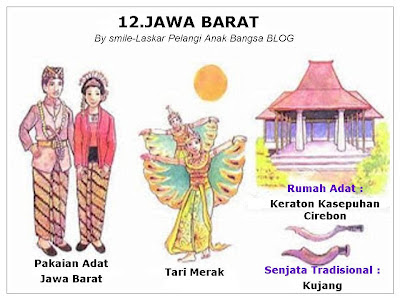 12.JAWA BARAT
By smile-Laskar Pelangi Anak Bangsa BLOG
Pakaian Adat
Jawa Barat
Tari Merak
Rumah Adat :
Keraton Kasepuhan
Cirebon
Senjata Tradisional :
Kujang